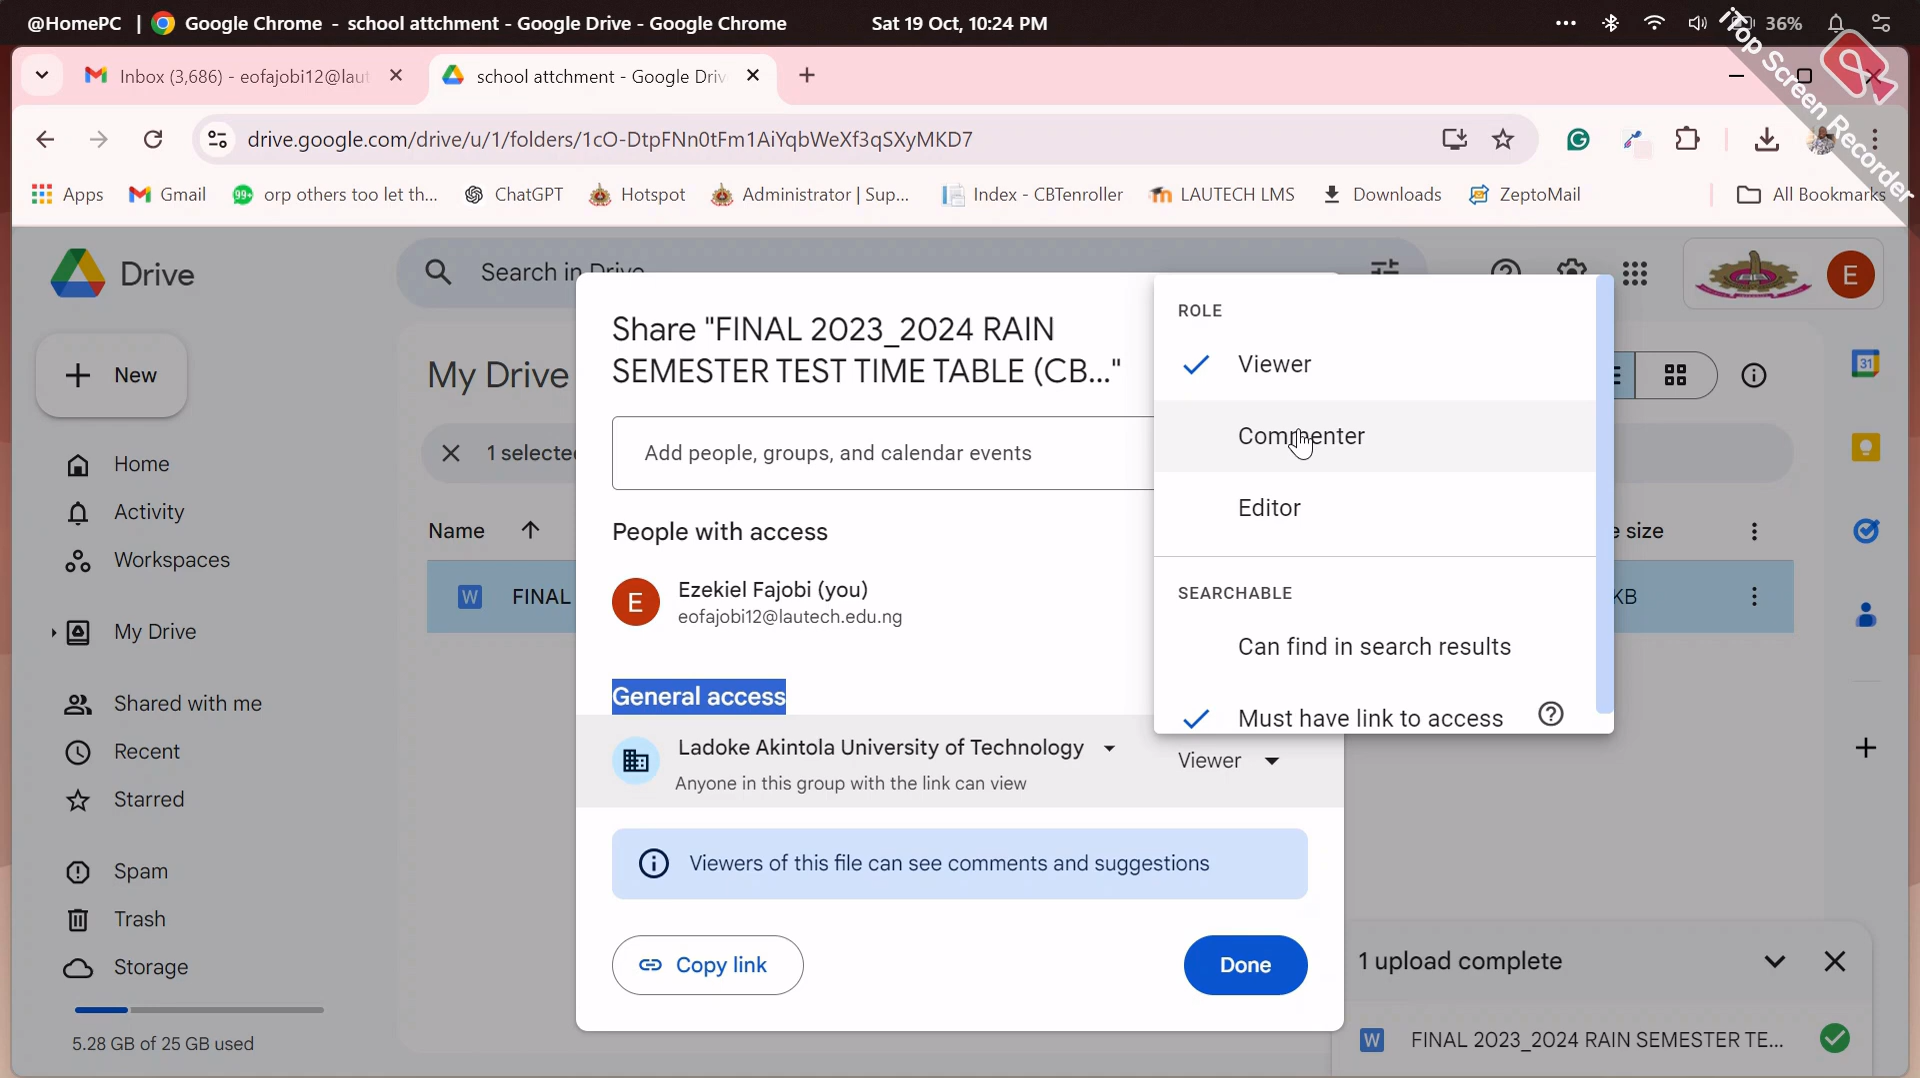 @HomePC | Google Chrome - school attchment - Google Drive - Google Chrome Sat 19 Oct, 10:24 PM 36%
iTop Screen Recorder
Inbox (3,686) - eofajobi12@laut
school attchment - Google Driv
drive.google.com/drive/u/1/folders/1cO-DtpFNn0tFm1AiYqbWeXf3qSXyMKD7
Apps Gmail 99+ orp others too let th... ChatGPT Hotspot Administrator | Sup... Index - CBTenroller LAUTECH LMS Downloads ZeptoMail All Bookmarks
Drive
Search in Drive
E
New
Home
Activity
Workspaces
My Drive
Shared with me
Recent
Starred
Spam
Trash
Storage
5.28 GB of 25 GB used
My Drive
1 selected
Name
e size
W FINAL
KB
31
Share "FINAL 2023_2024 RAIN
SEMESTER TEST TIME TABLE (CB..."
Add people, groups, and calendar events
People with access
E
Ezekiel Fajobi (you)
eofajobi12@lautech.edu.ng
General access
Ladoke Akintola University of Technology
Anyone in this group with the link can view
Viewer
Viewers of this file can see comments and suggestions
Copy link
Done
ROLE
Viewer
Commenter
Editor
SEARCHABLE
Can find in search results
Must have link to access
1 upload complete
W FINAL 2023_2024 RAIN SEMESTER TE...